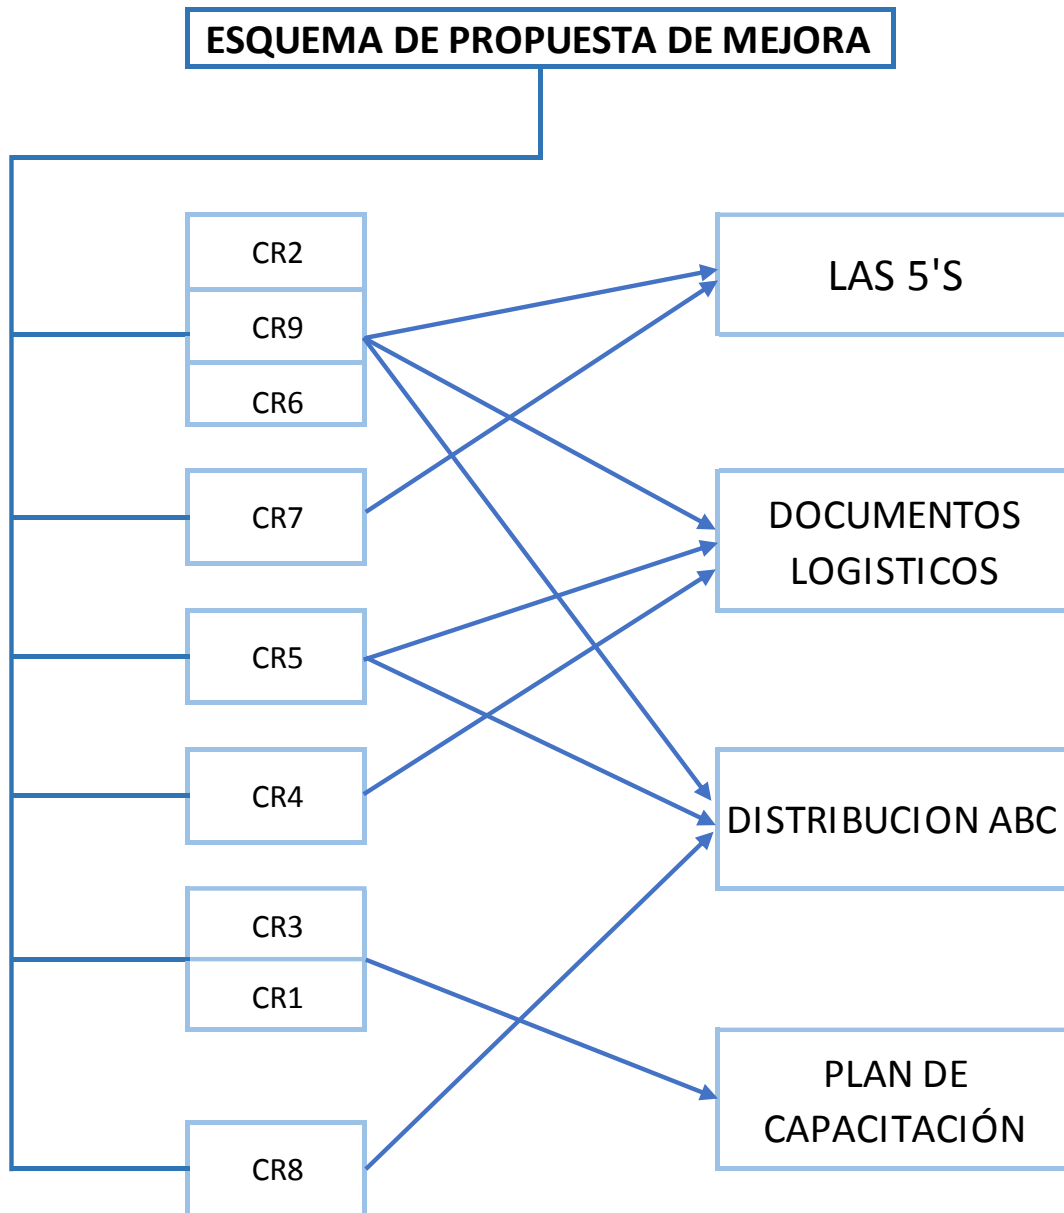 ESQUEMA DE PROPUESTA DE MEJORA
CR2
CR9
CR6
CR7
CR5
CR4
CR3
CR1
CR8
LAS 5'S
DOCUMENTOS
LOGISTICOS
DISTRIBUCION ABC
PLAN DE
CAPACITACIÓN